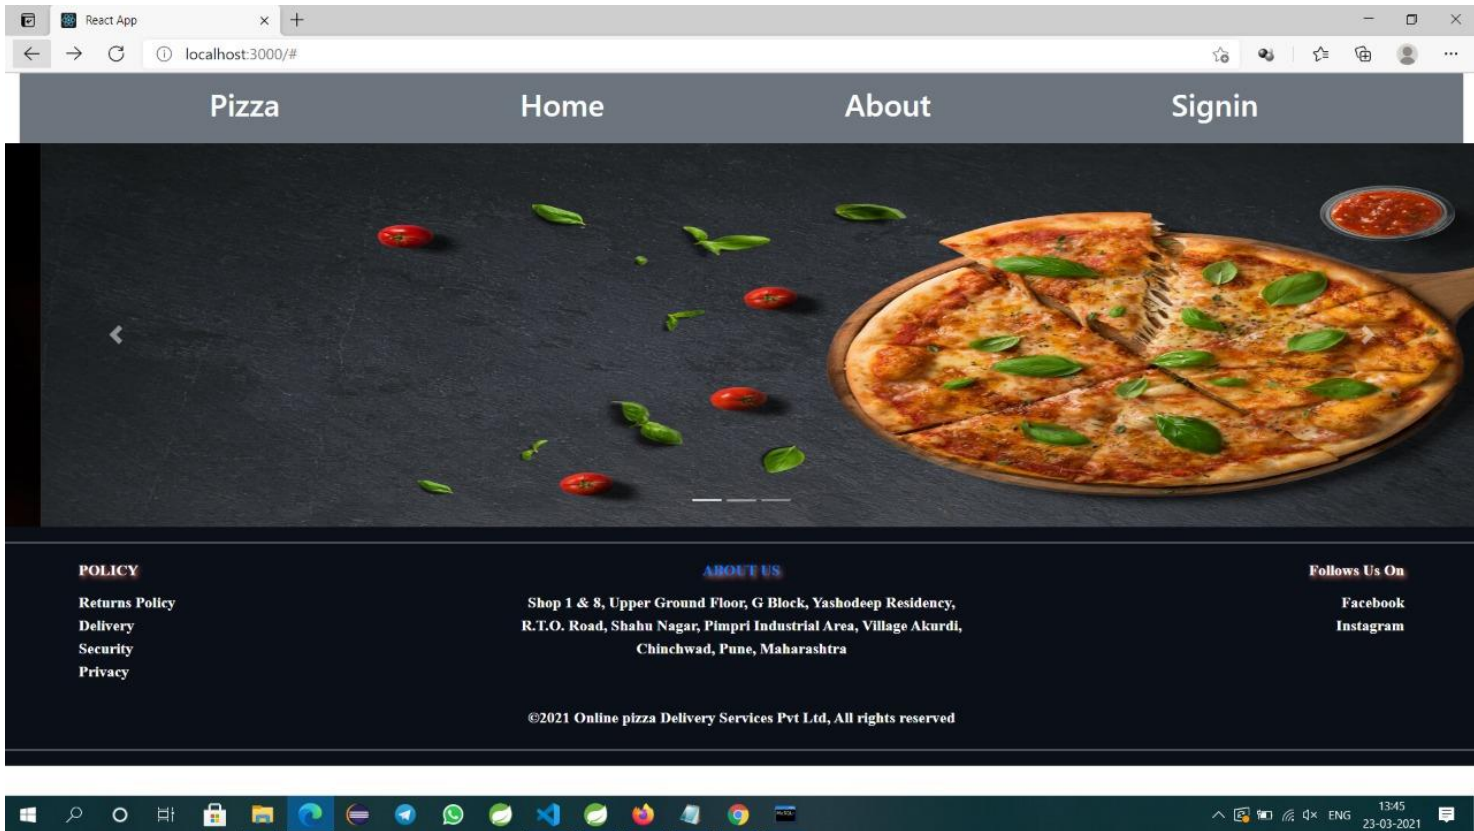 React App
localhost:3000/#
Pizza Home About Signin
POLICY
Returns Policy
Delivery
Security
Privacy
ABOUT US
Shop 1 & 8, Upper Ground Floor, G Block, Yashodeep Residency,
R.T.O. Road, Shahu Nagar, Pimpri Industrial Area, Village Akurdi,
Chinchwad, Pune, Maharashtra
Follows Us On
Facebook
Instagram
©2021 Online pizza Delivery Services Pvt Ltd, All rights reserved
ENG
13:45
23-03-2021